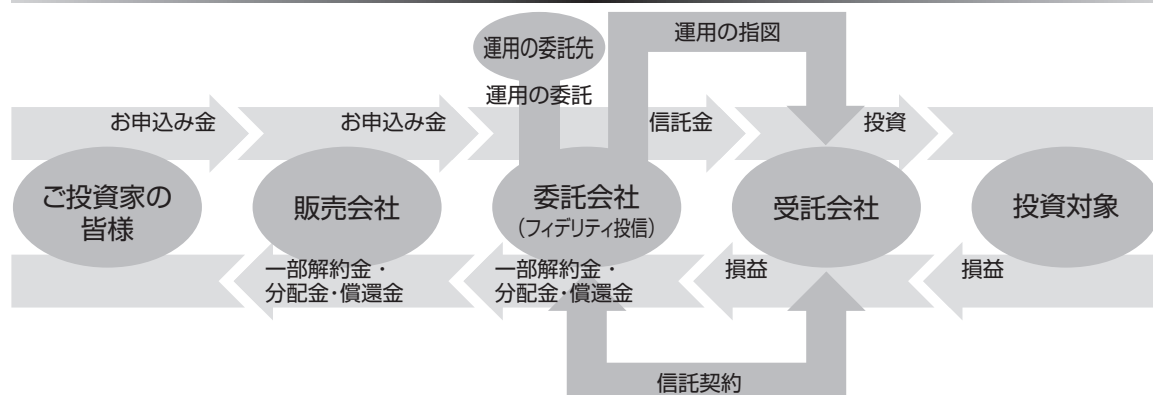 運用の委託先
運用の指図
運用の委託
お申込み金
お申込み金
信託金
投資
ご投資家の
皆様
販売会社
委託会社
(フィデリティ投信)
受託会社
投資対象
一部解約金・
分配金・償還金
一部解約金・
分配金・償還金
損益
損益
信託契約